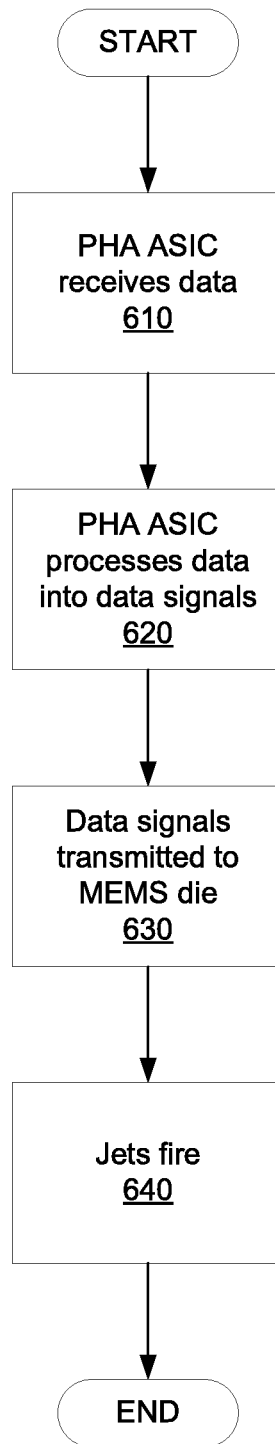 START
PHA ASIC
receives data
610
PHA ASIC
processes data
into data signals
620
Data signals
transmitted to
MEMS die
630
Jets fire
640
END